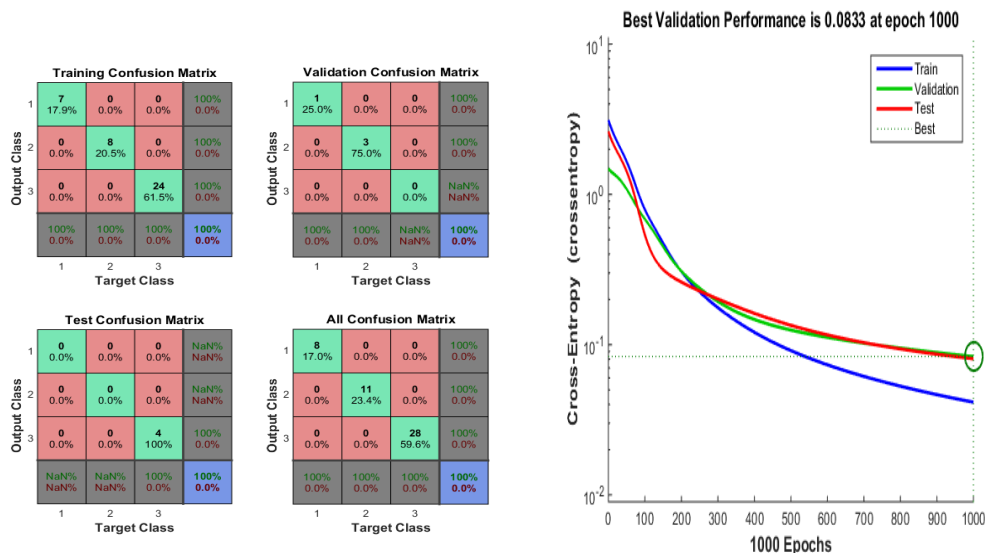 Training Confusion Matrix
Output Class
1
7 0 0 100%
17.9% 0.0% 0.0% 0.0%
2
0 8 0 100%
0.0% 20.5% 0.0% 0.0%
3
0 0 24 100%
0.0% 0.0% 61.5% 0.0%
100% 100% 100% 100%
0.0% 0.0% 0.0% 0.0%
1 2 3
Target Class
Validation Confusion Matrix
Output Class
1
1 0 0 100%
25.0% 0.0% 0.0% 0.0%
2
0 3 0 100%
0.0% 75.0% 0.0% 0.0%
3
0 0 0 NaN%
0.0% 0.0% 0.0% NaN%
100% 100% NaN% 100%
0.0% 0.0% NaN% 0.0%
1 2 3
Target Class
Test Confusion Matrix
Output Class
1
0 0 0 NaN%
0.0% 0.0% 0.0% NaN%
2
0 0 0 NaN%
0.0% 0.0% 0.0% NaN%
3
0 0 4 100%
0.0% 0.0% 100% 0.0%
NaN% NaN% 100% 100%
NaN% NaN% 0.0% 0.0%
1 2 3
Target Class
All Confusion Matrix
Output Class
1
8 0 0 100%
17.0% 0.0% 0.0% 0.0%
2
0 11 0 100%
0.0% 23.4% 0.0% 0.0%
3
0 0 28 100%
0.0% 0.0% 59.6% 0.0%
100% 100% 100% 100%
0.0% 0.0% 0.0% 0.0%
1 2 3
Target Class
Best Validation Performance is 0.0833 at epoch 1000
Cross-Entropy (crossentropy)
10^1
10^0
10^-1
10^-2
Train
Validation
Test
Best
0 100 200 300 400 500 600 700 800 900 1000
1000 Epochs